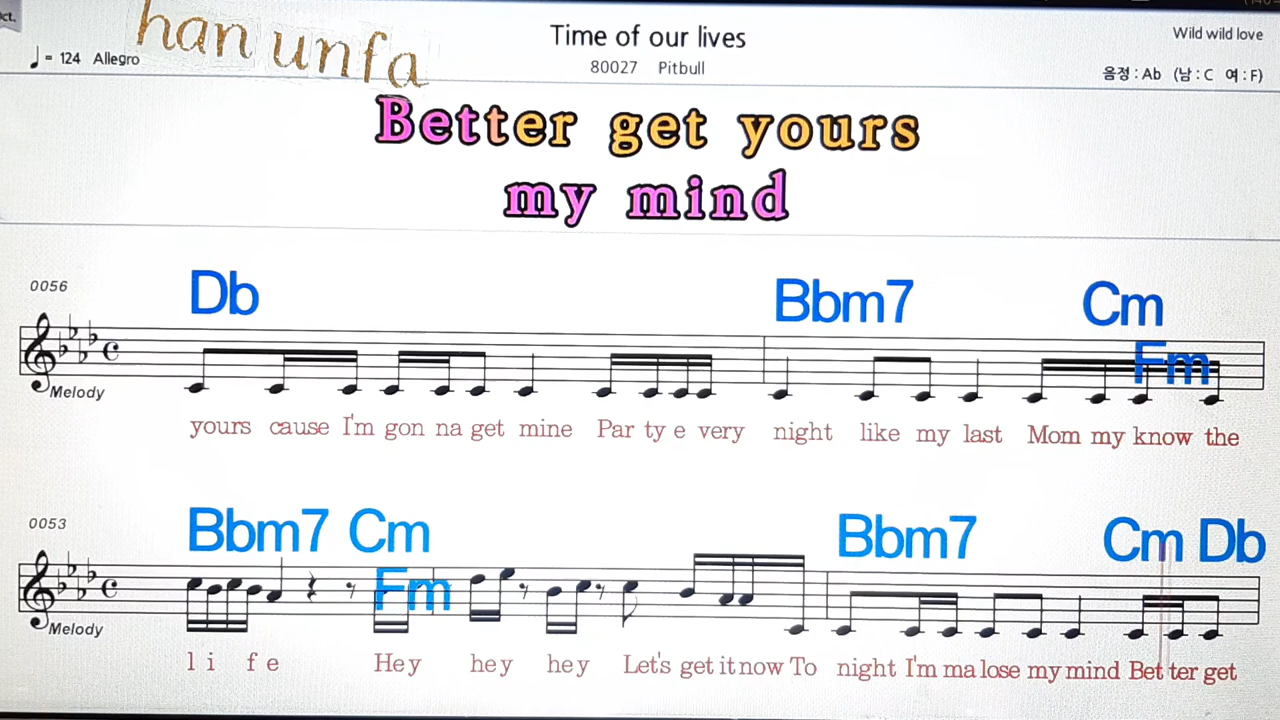 ct.
han unfa
Time of our lives
Wild wild love
= 124 Allegro
80027 Pitbull
음정 : Ab (남 : C 여 : F)
Better get yours
my mind
0056
Db Bbm7 Cm
Fm
Melody
yours cause I'm gon na get mine Par ty e very night like my last Mom my know the
0053
Bbm7 Cm Bbm7 Cm Db
Fm
Melody
l i f e Hey hey hey Let's get it now To night I'm ma lose my mind Bet ter get